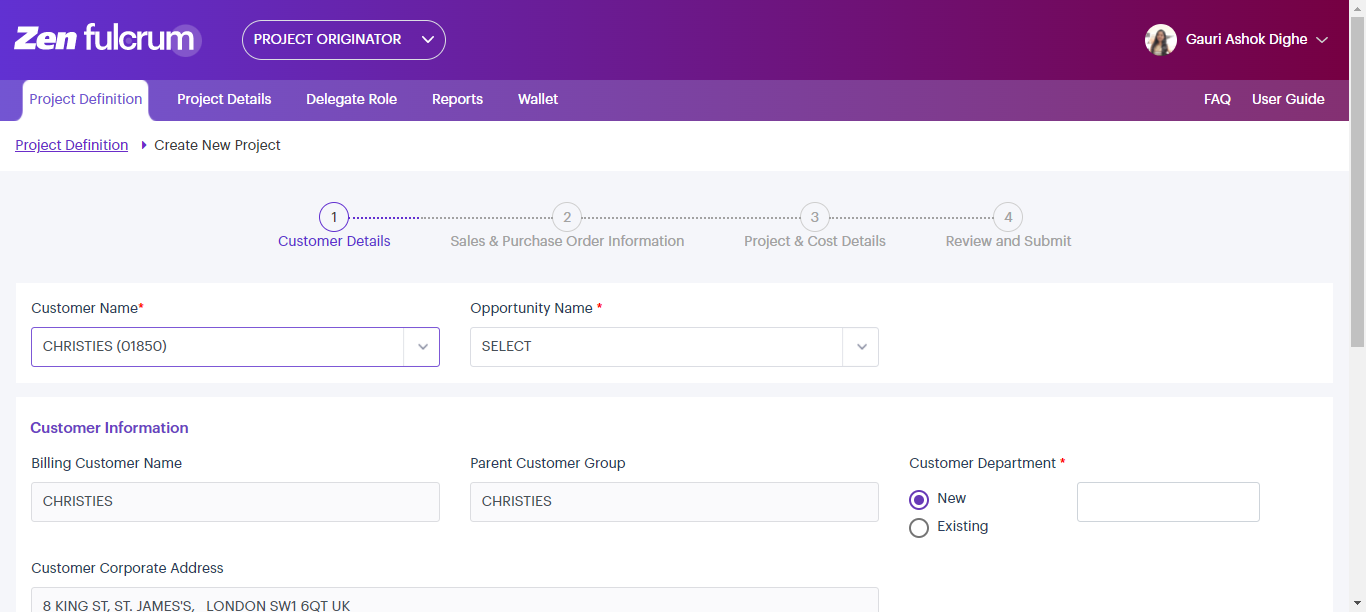 Zen fulcrum
PROJECT ORIGINATOR
Gauri Ashok Dighe
Project Definition Project Details Delegate Role Reports Wallet FAQ User Guide
Project Definition Create New Project
1 2 3 4
Customer Details Sales & Purchase Order Information Project & Cost Details Review and Submit
Customer Name* Opportunity Name *
CHRISTIES (01850) SELECT
Customer Information
Billing Customer Name Parent Customer Group Customer Department *
CHRISTIES CHRISTIES New
Existing
Customer Corporate Address
8 KING ST, ST. JAMES'S, LONDON SW1 6QT UK